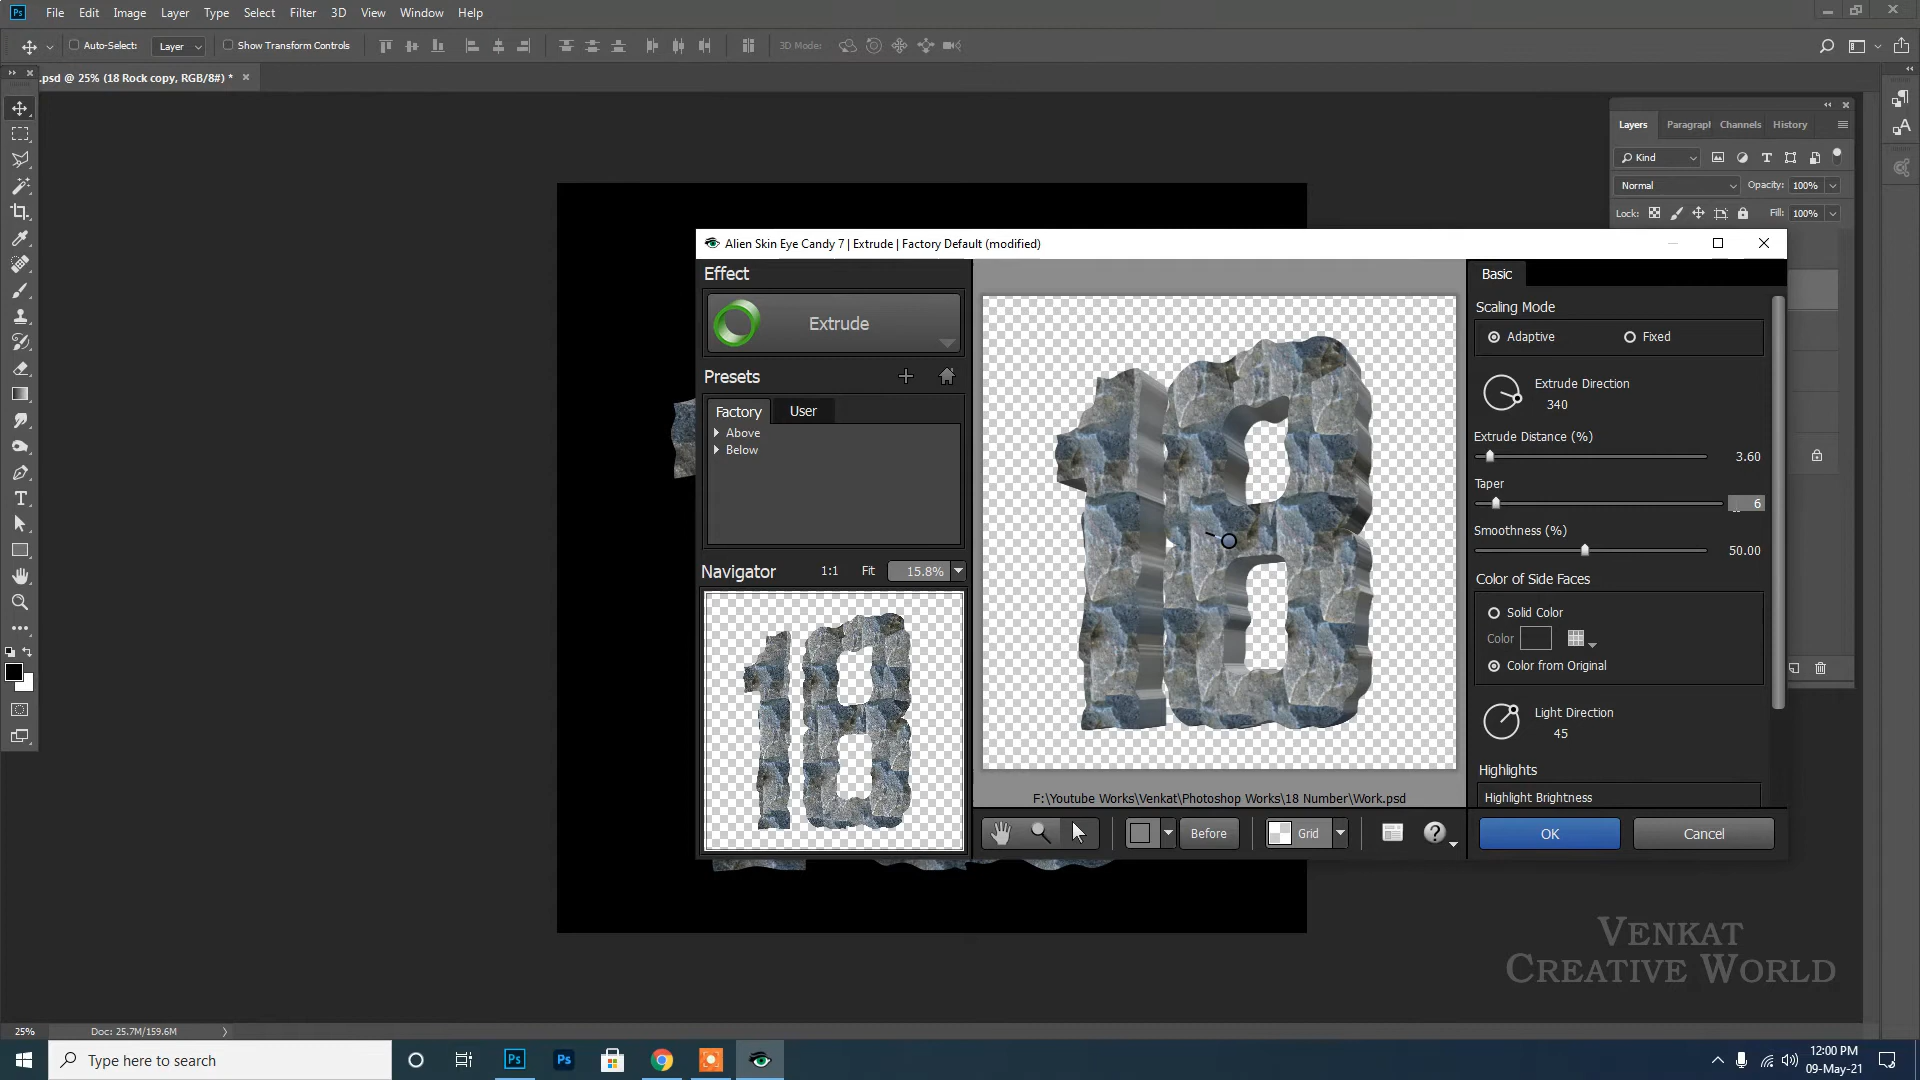 File Edit Image Layer Type Select Filter 3D View Window Help
Auto-Select: Layer Show Transform Controls 3D Mode:
.psd @ 25% (18 Rock copy, RGB/8#) *
Layers Paragraph Channels History
Kind
Normal Opacity: 100%
Lock: Fill: 100%
Alien Skin Eye Candy 7 | Extrude | Factory Default (modified)
Effect
Extrude
Presets
Factory User
Above
Below
Navigator 1:1 Fit 15.8%
Basic
Scaling Mode
Adaptive Fixed
Extrude Direction
340
Extrude Distance (%)
3.60
Taper
6
Smoothness (%)
50.00
Color of Side Faces
Solid Color
Color
Color from Original
Light Direction
45
Highlights
Highlight Brightness
F:\Youtube Works\Venkat\Photoshop Works\18 Number\Work.psd
Before Grid OK Cancel
18
18
VENKAT
CREATIVE WORLD
25% Doc: 25.7M/159.6M
Type here to search
12:00 PM
09-May-21